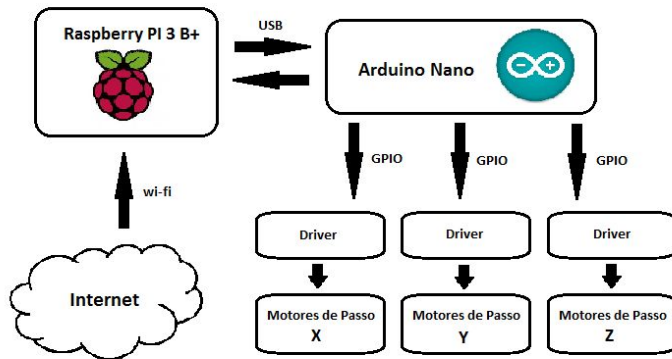 Raspberry PI 3 B+
USB
Arduino Nano
GPIO
GPIO
GPIO
wi-fi
Driver
Driver
Driver
Internet
Motores de Passo
X
Motores de Passo
Y
Motores de Passo
Z